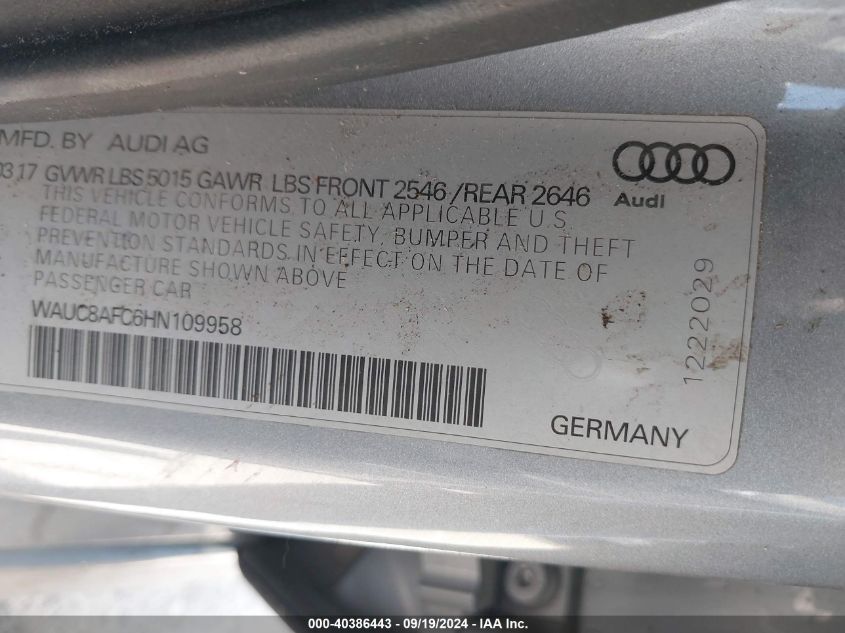 MFD. BY AUDI AG
03.17 GVWR LBS 5015 GAWR LBS FRONT 2546 / REAR 2646
THIS VEHICLE CONFORMS TO ALL APPLICABLE U.S.
FEDERAL MOTOR VEHICLE SAFETY, BUMPER AND THEFT
PREVENTION STANDARDS IN EFFECT ON THE DATE OF
MANUFACTURE SHOWN ABOVE
PASSENGER CAR
WAUC8AFC6HN109958
Audi
1222029
GERMANY
000-40386443 - 09/19/2024 - IAA Inc.